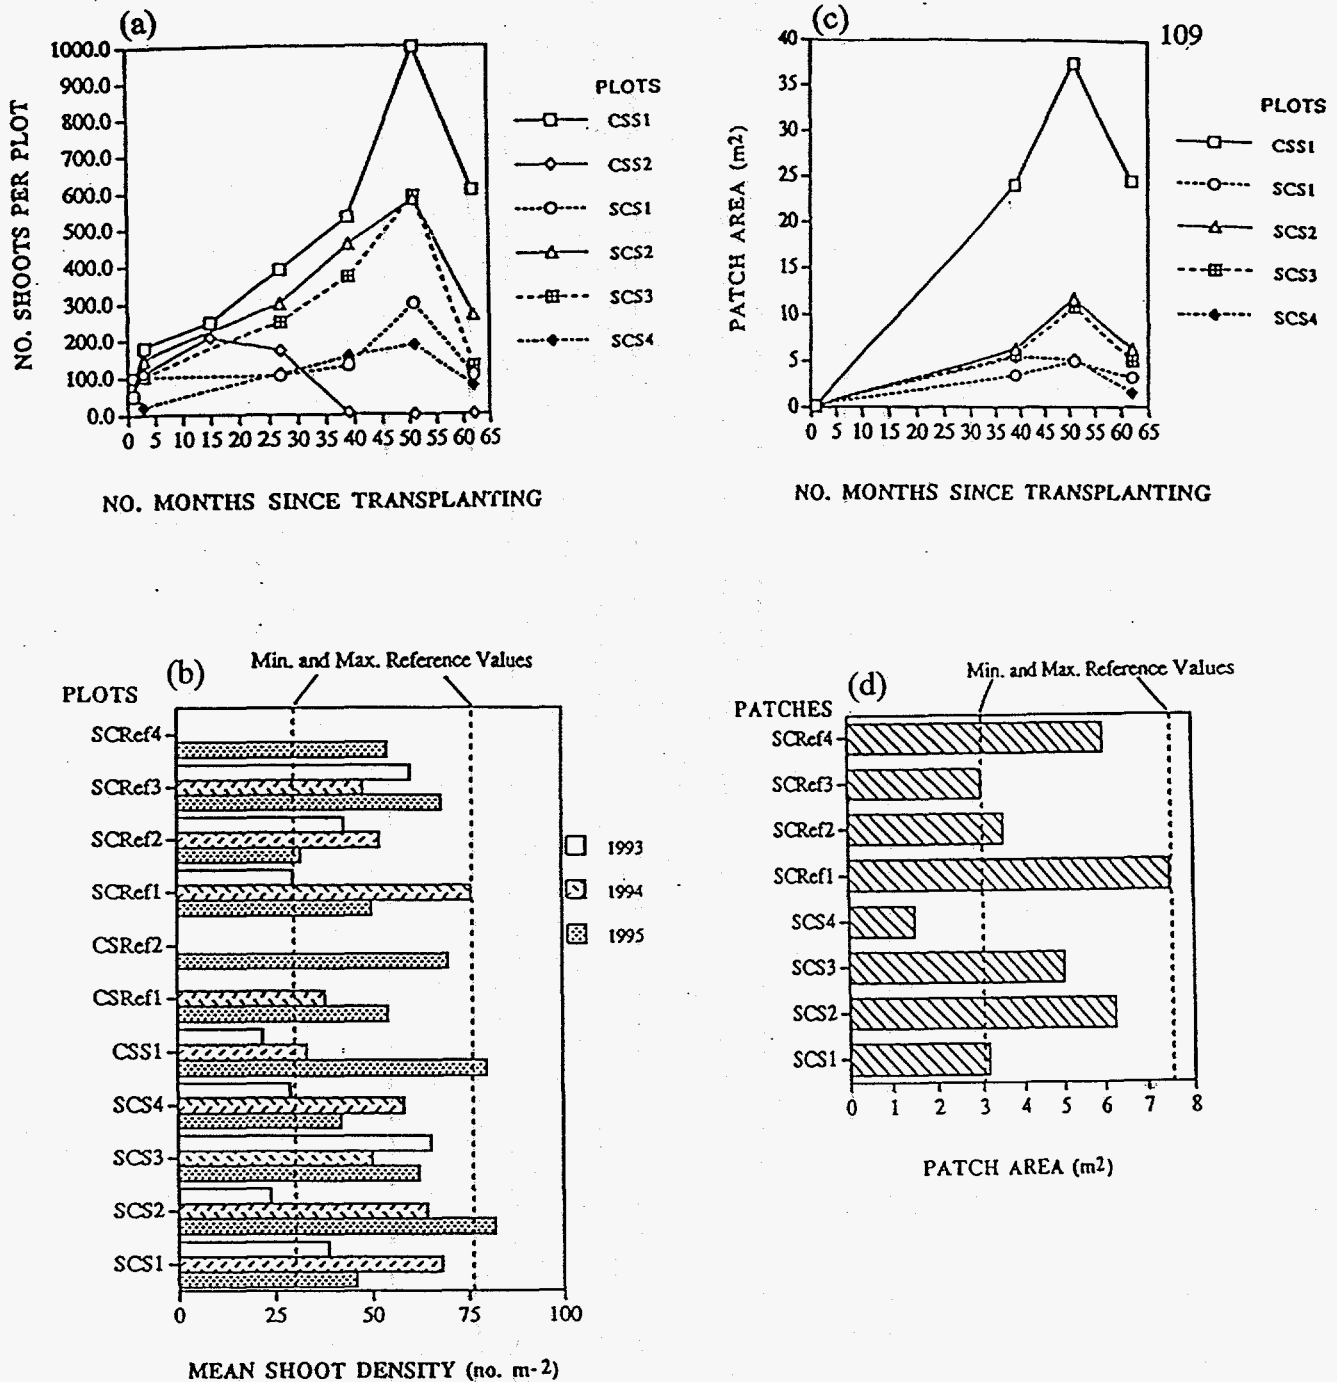 (a)
NO. SHOOTS PER PLOT
1000.0
900.0
800.0
700.0
600.0
500.0
400.0
300.0
200.0
100.0
0.0
0 5 10 15 20 25 30 35 40 45 50 55 60 65
NO. MONTHS SINCE TRANSPLANTING
PLOTS
CSS1
CSS2
SCS1
SCS2
SCS3
SCS4
(c)
109
PATCH AREA (m2)
40
35
30
25
20
15
10
5
0
0 5 10 15 20 25 30 35 40 45 50 55 60 65
NO. MONTHS SINCE TRANSPLANTING
PLOTS
CSS1
SCS1
SCS2
SCS3
SCS4
(b)
Min. and Max. Reference Values
PLOTS
SCRef4
SCRef3
SCRef2
SCRef1
CSRef2
CSRef1
CSS1
SCS4
SCS3
SCS2
SCS1
0 25 50 75 100
MEAN SHOOT DENSITY (no. m-2)
1993
1994
1995
(d)
Min. and Max. Reference Values
PATCHES
SCRef4
SCRef3
SCRef2
SCRef1
SCS4
SCS3
SCS2
SCS1
0 1 2 3 4 5 6 7 8
PATCH AREA (m2)